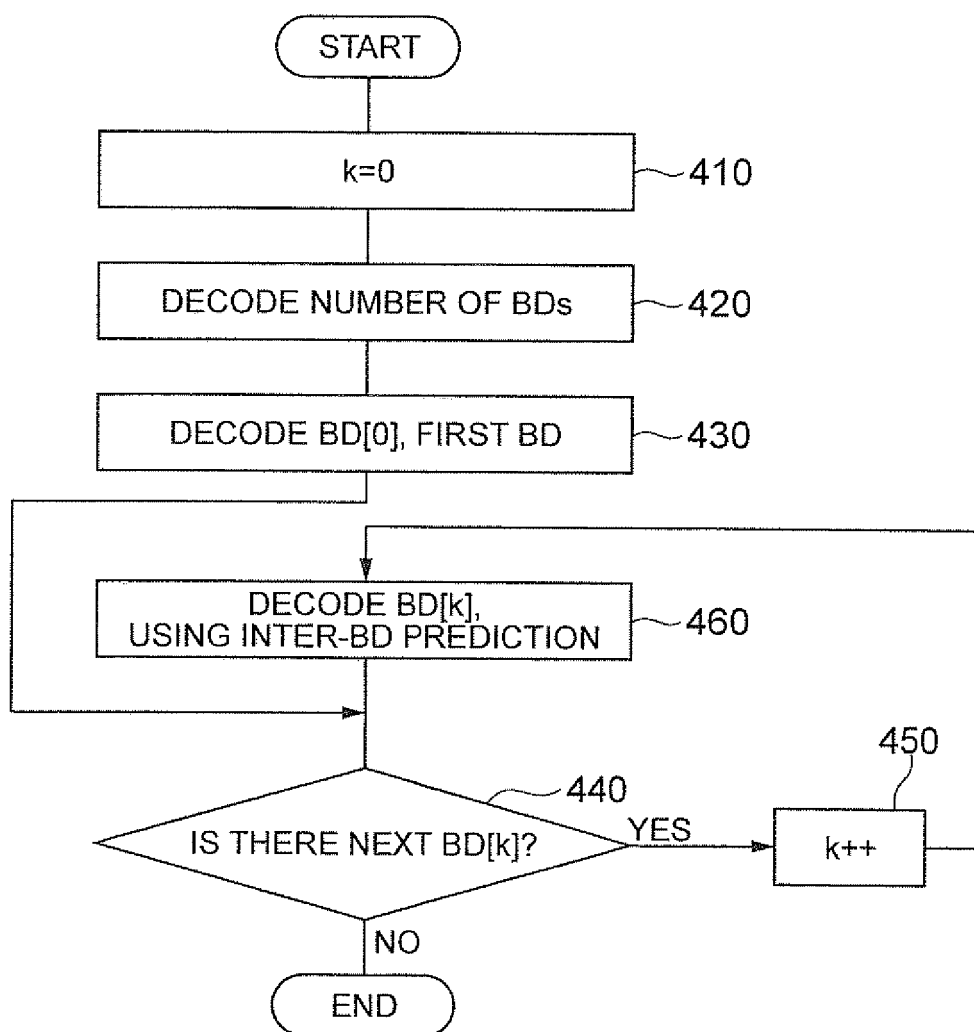 START
k=0
410
DECODE NUMBER OF BDs
420
DECODE BD[0], FIRST BD
430
DECODE BD[k],
USING INTER-BD PREDICTION
460
450
440
IS THERE NEXT BD[k]?
YES
k++
NO
END